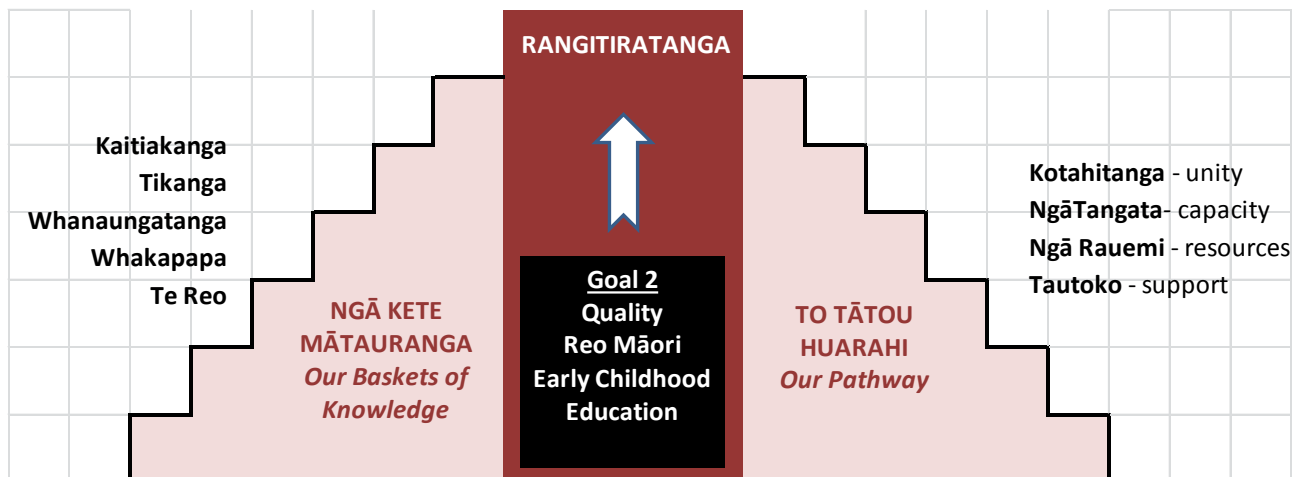 RANGITIRATANGA
Kaitiakanga
Tikanga
Whanaungatanga
Whakapapa
Te Reo
NGĀ KETE
MĀTAURANGA
Our Baskets of
Knowledge
Goal 2
Quality
Reo Māori
Early Childhood
Education
TO TĀTOU
HUARAHI
Our Pathway
Kotahitanga - unity
NgāTangata- capacity
Ngā Rauemi - resources
Tautoko - support